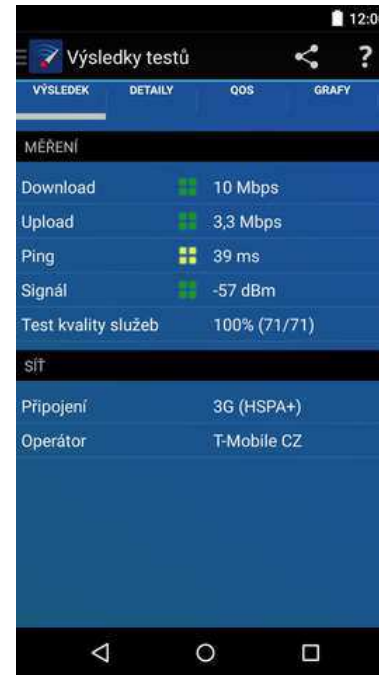 12:0
Výsledky testů ?
VÝSLEDEK DETAILY QOS GRAFY
MĚŘENÍ
Download 10 Mbps
Upload 3,3 Mbps
Ping 39 ms
Signál -57 dBm
Test kvality služeb 100% (71/71)
SÍŤ
Připojení 3G (HSPA+)
Operátor T-Mobile CZ